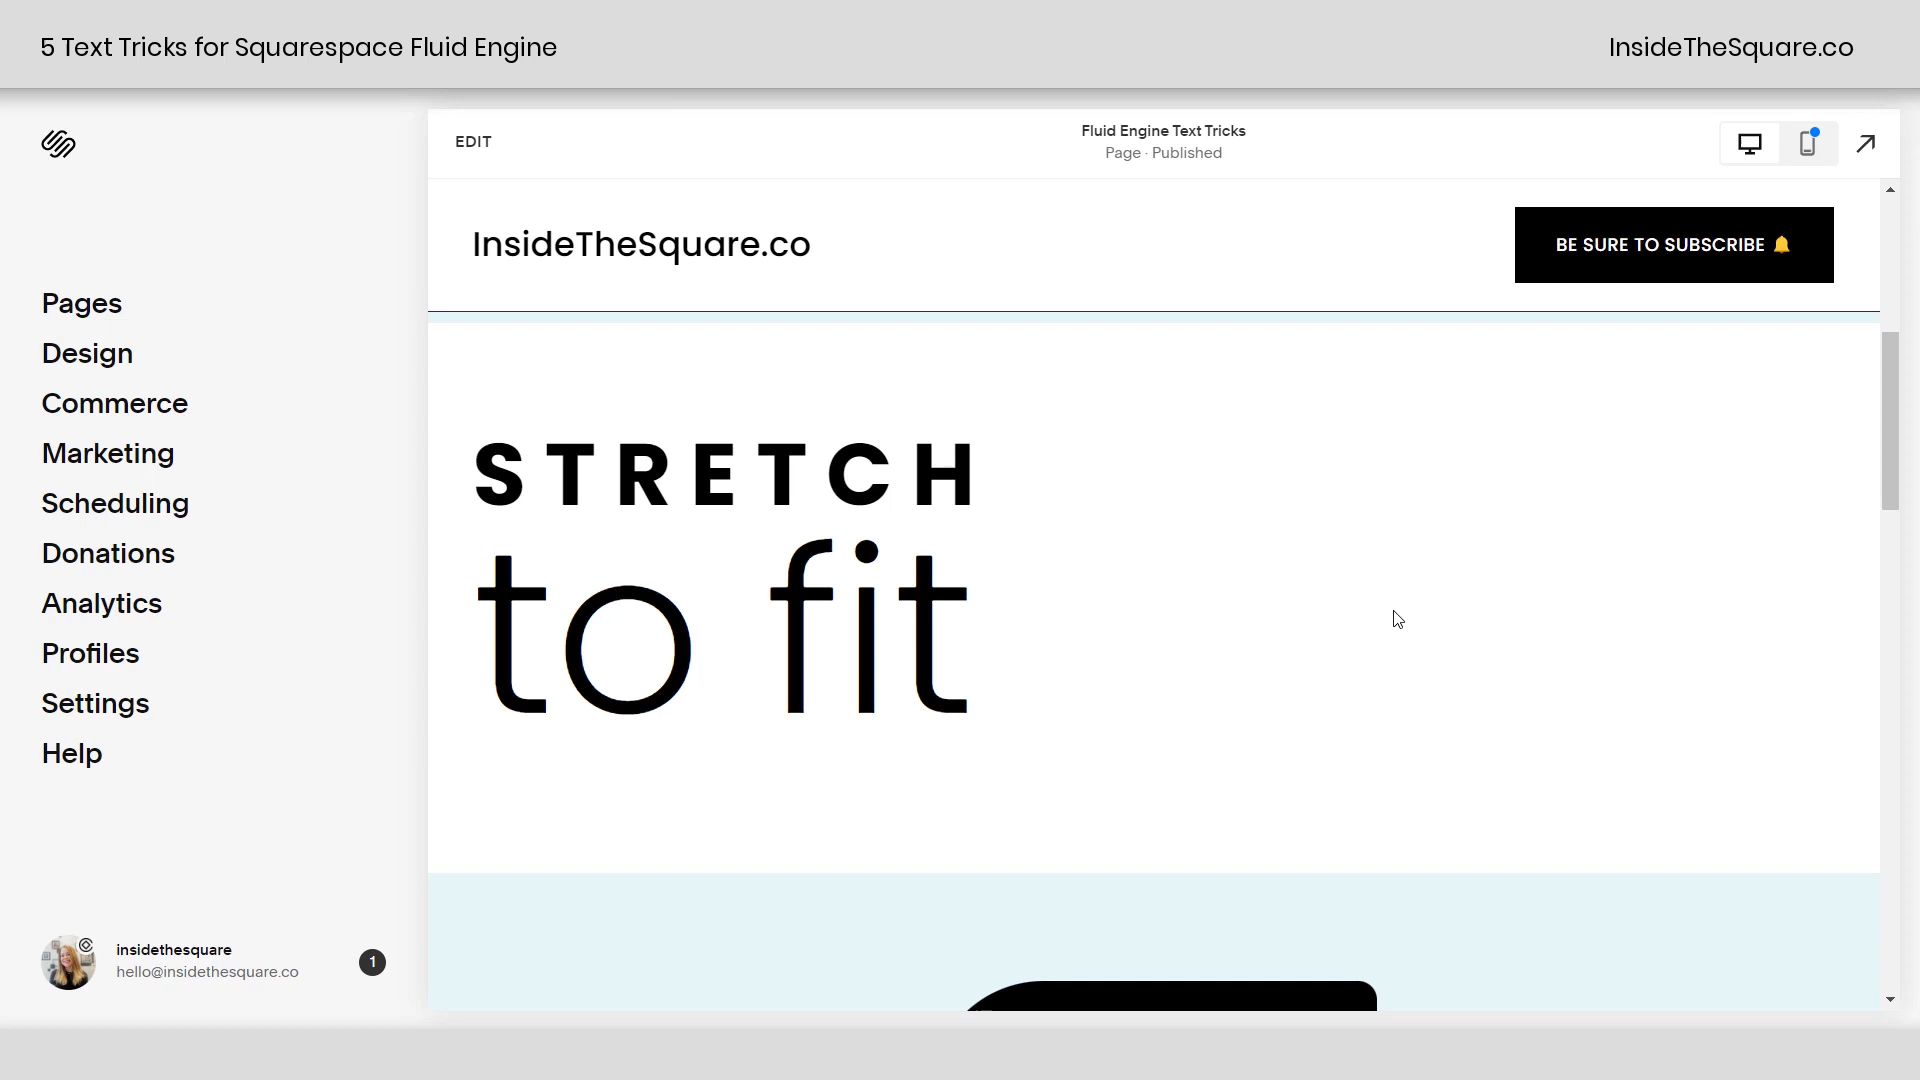 5 Text Tricks for Squarespace Fluid Engine
InsideTheSquare.co
EDIT
Fluid Engine Text Tricks
Page · Published
InsideTheSquare.co
BE SURE TO SUBSCRIBE 🔔
Pages
Design
Commerce
Marketing
Scheduling
Donations
Analytics
Profiles
Settings
Help
STRETCH
to fit
insidethesquare
hello@insidethesquare.co
1